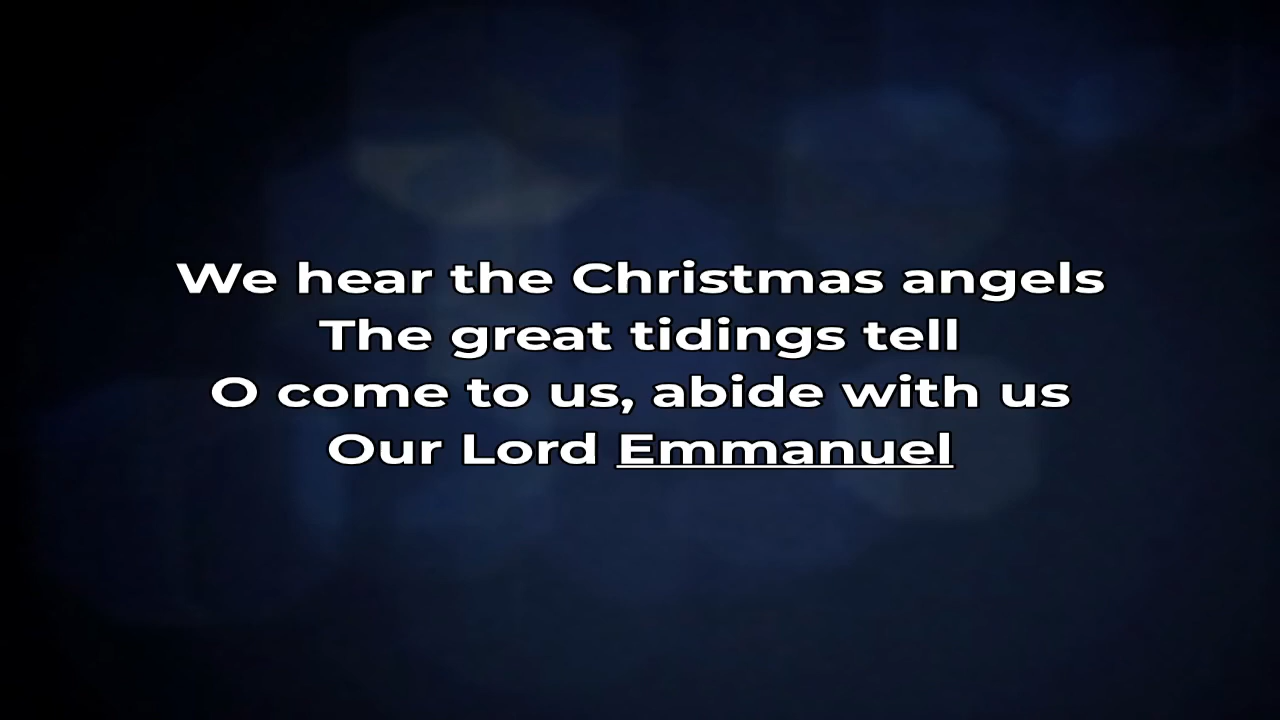 We hear the Christmas angels
The great tidings tell
O come to us, abide with us
Our Lord Emmanuel